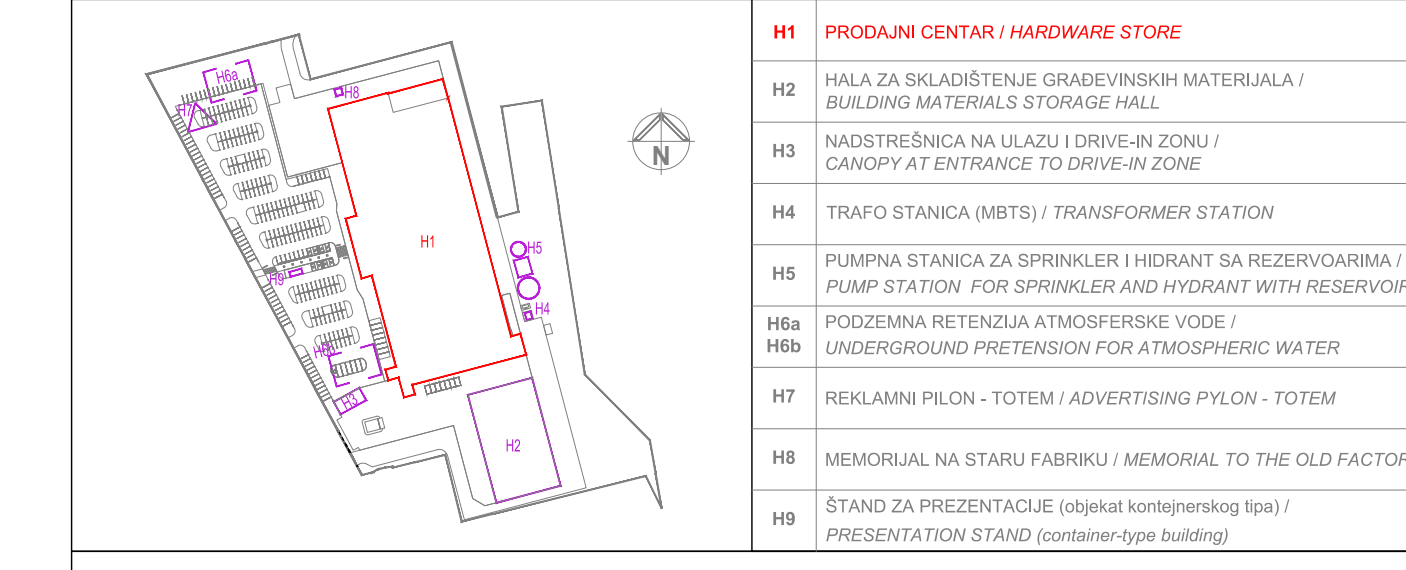 H6a
H7
H8
N
H1
H5
H9
H4
H6b
H3
H2
H1 PRODAJNI CENTAR / HARDWARE STORE
H2 HALA ZA SKLADIŠTENJE GRAĐEVINSKIH MATERIJALA /
BUILDING MATERIALS STORAGE HALL
H3 NADSTREŠNICA NA ULAZU I DRIVE-IN ZONU /
CANOPY AT ENTRANCE TO DRIVE-IN ZONE
H4 TRAFO STANICA (MBTS) / TRANSFORMER STATION
H5 PUMPNA STANICA ZA SPRINKLER I HIDRANT SA REZERVOARIMA /
PUMP STATION FOR SPRINKLER AND HYDRANT WITH RESERVOIR
H6a PODZEMNA RETENZIJA ATMOSFERSKE VODE /
H6b UNDERGROUND PRETENSION FOR ATMOSPHERIC WATER
H7 REKLAMNI PILON - TOTEM / ADVERTISING PYLON - TOTEM
H8 MEMORIJAL NA STARU FABRIKU / MEMORIAL TO THE OLD FACTOR
H9 ŠTAND ZA PREZENTACIJE (objekat kontejnerskog tipa) /
PRESENTATION STAND (container-type building)